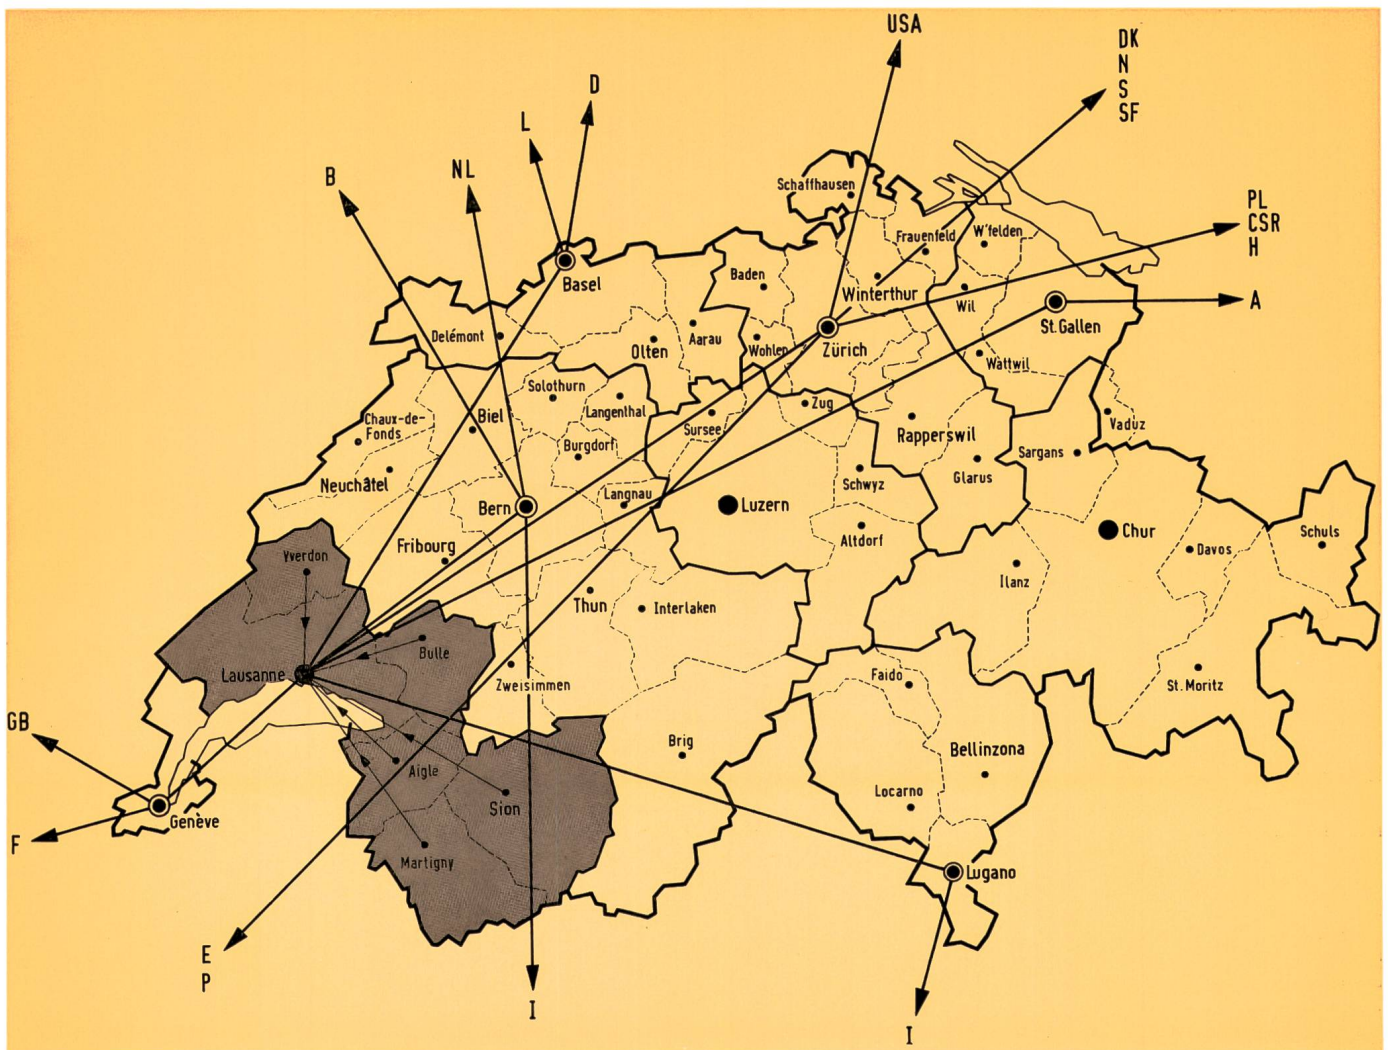 USA
DK
N
S
SF
D
L
NL
B
PL
CSR
H
A
Schaffhausen
Frauenfeld
W'felden
Basel
Baden
Winterthur
Wil
St. Gallen
Delémont
Olten
Aarau
Wohlen
Zürich
Wattwil
Solothurn
Langenthal
Zug
Chaux-de-
Fonds
Biel
Sursee
Rapperswil
Vaduz
Burgdorf
Sargans
Neuchâtel
Langnau
Schwyz
Glarus
Bern
Luzern
Chur
Schuls
Fribourg
Altdorf
Davos
Yverdon
Ilanz
Thun
Interlaken
Bulle
Lausanne
Zweisimmen
Faido
St. Moritz
GB
Brig
Bellinzona
Aigle
Locarno
Sion
Genève
F
Martigny
Lugano
E
P
I
I